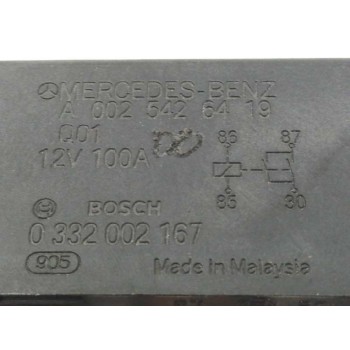 MERCEDES-BENZ
A 002 542 64 19
Q01
12V 100A
86 87
85 30
BOSCH
0 332 002 167
905
Made in Malaysia